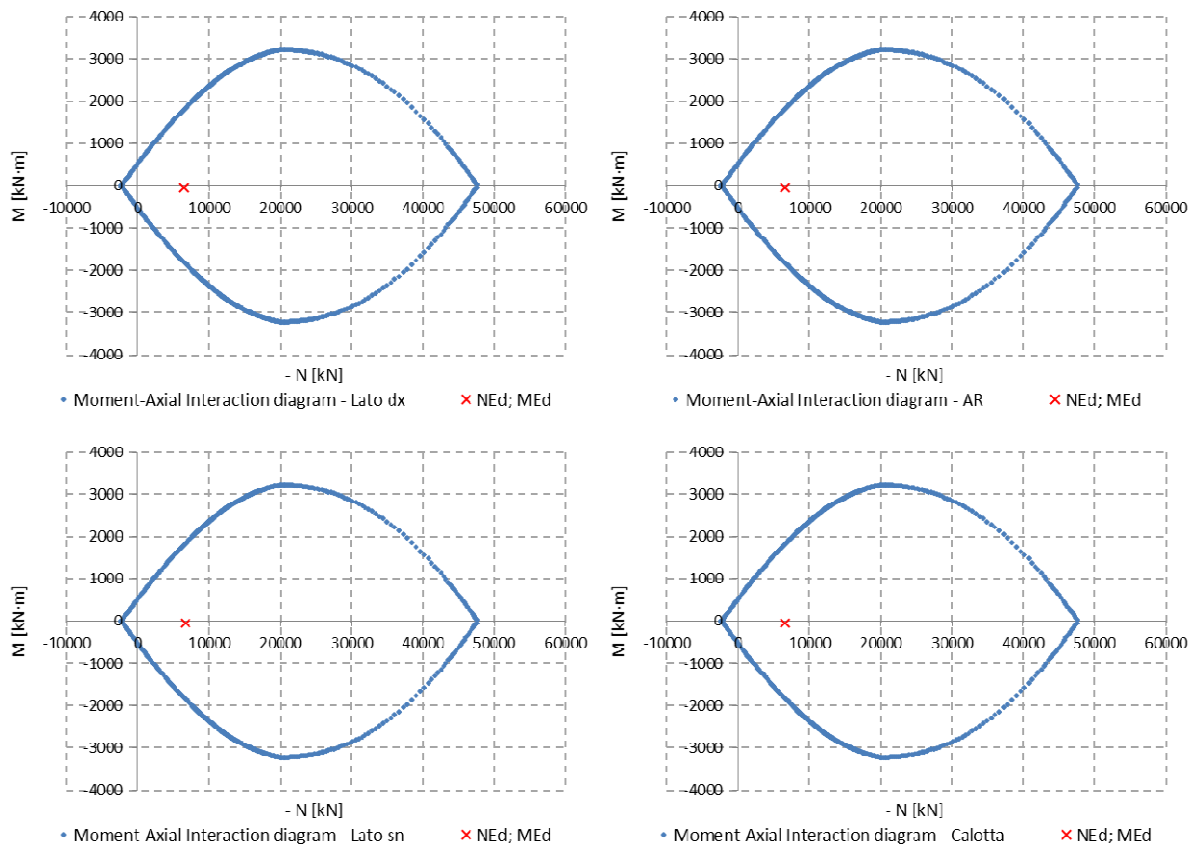 4000
3000
2000
1000
0
-1000
-2000
-3000
-4000
-10000 0 10000 20000 30000 40000 50000 60000
M [kN·m]
- N [kN]
Moment-Axial Interaction diagram - Lato dx NEd; MEd
4000
3000
2000
1000
0
-1000
-2000
-3000
-4000
-10000 0 10000 20000 30000 40000 50000 60000
M [kN·m]
- N [kN]
Moment-Axial Interaction diagram - AR NEd; MEd
4000
3000
2000
1000
0
-1000
-2000
-3000
-4000
-10000 0 10000 20000 30000 40000 50000 60000
M [kN·m]
- N [kN]
Moment Axial Interaction diagram Lato sn NEd; MEd
4000
3000
2000
1000
0
-1000
-2000
-3000
-4000
-10000 0 10000 20000 30000 40000 50000 60000
M [kN·m]
- N [kN]
Moment Axial Interaction diagram Calotta NEd; MEd